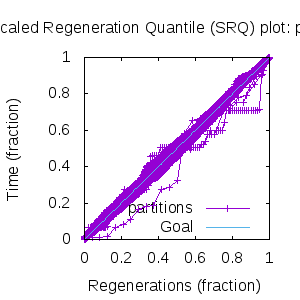 caled Regeneration Quantile (SRQ) plot: p
1
0.8
0.6
0.4
0.2
0
Time (fraction)
partitions
Goal
0 0.2 0.4 0.6 0.8 1
Regenerations (fraction)